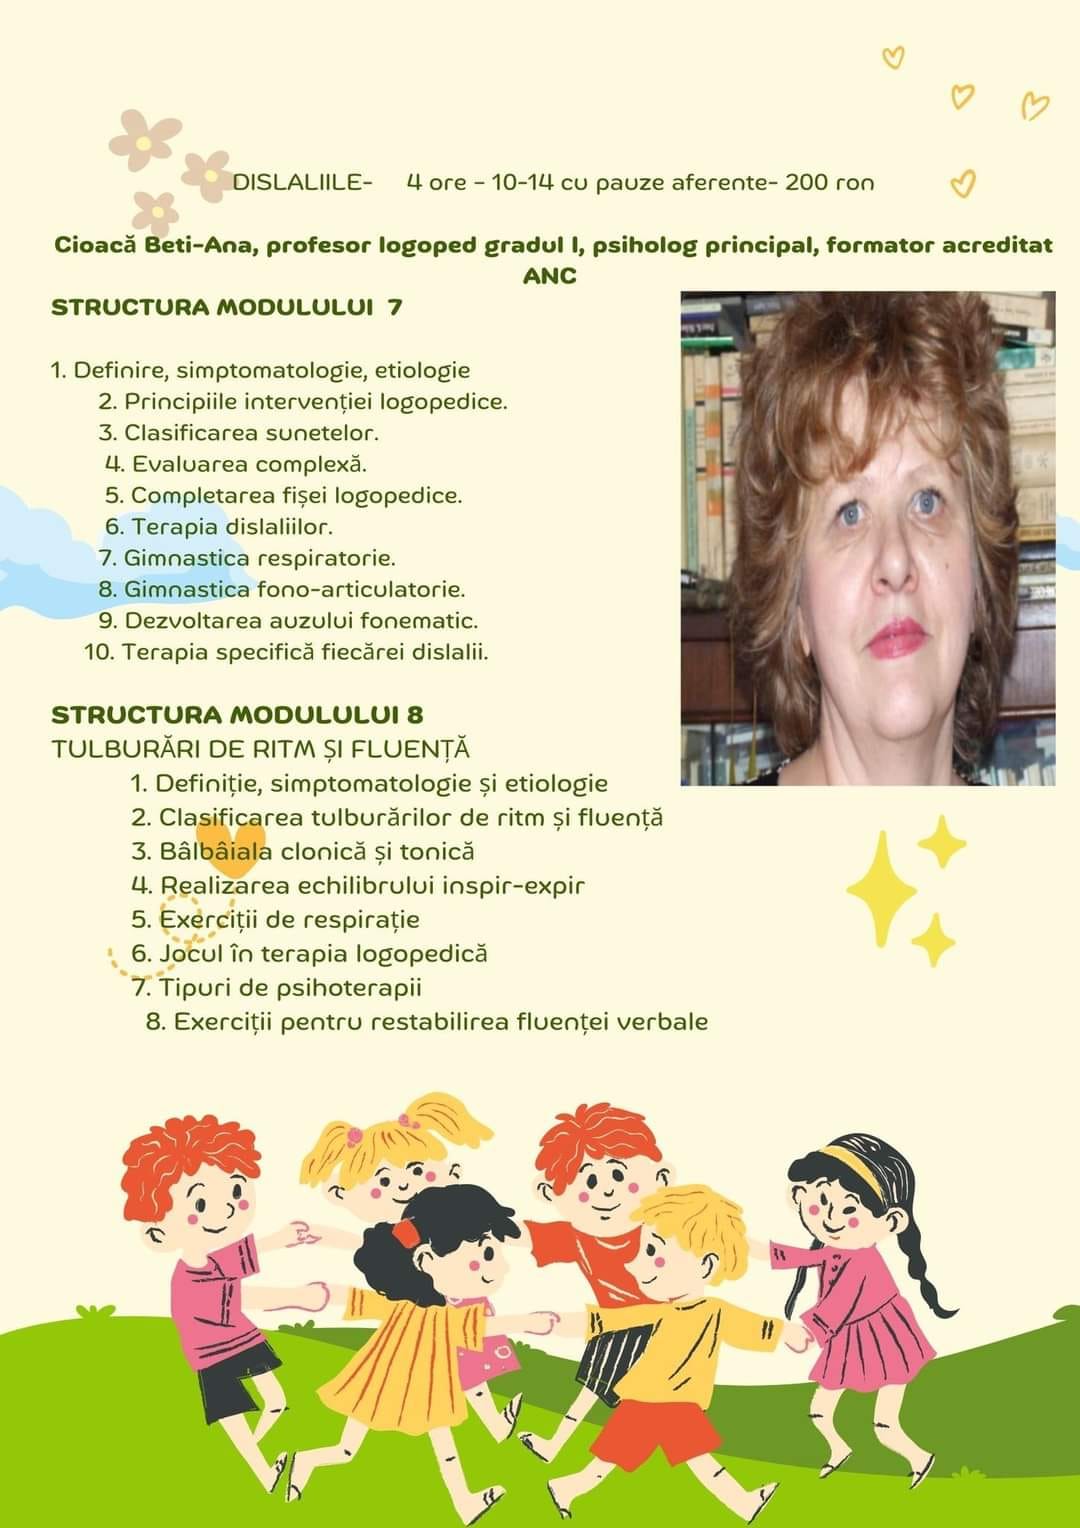 DISLALIILE- 4 ore – 10-14 cu pauze aferente- 200 ron
Cioacă Beti-Ana, profesor logoped gradul I, psiholog principal, formator acreditat
ANC
STRUCTURA MODULULUI 7
1. Definire, simptomatologie, etiologie
2. Principiile intervenției logopedice.
3. Clasificarea sunetelor.
4. Evaluarea complexă.
5. Completarea fișei logopedice.
6. Terapia dislaliilor.
7. Gimnastica respiratorie.
8. Gimnastica fono-articulatorie.
9. Dezvoltarea auzului fonematic.
10. Terapia specifică fiecărei dislalii.
STRUCTURA MODULULUI 8
TULBURĂRI DE RITM ȘI FLUENȚĂ
1. Definiție, simptomatologie și etiologie
2. Clasificarea tulburărilor de ritm și fluență
3. Bâlbâiala clonică și tonică
4. Realizarea echilibrului inspir-expir
5. Exerciții de respirație
6. Jocul în terapia logopedică
7. Tipuri de psihoterapii
8. Exerciții pentru restabilirea fluenței verbale